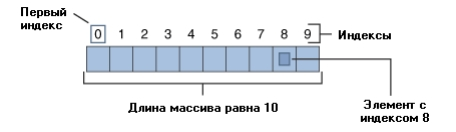 Первый
индекс
0 1 2 3 4 5 6 7 8 9
Индексы
Длина массива равна 10
Элемент с
индексом 8